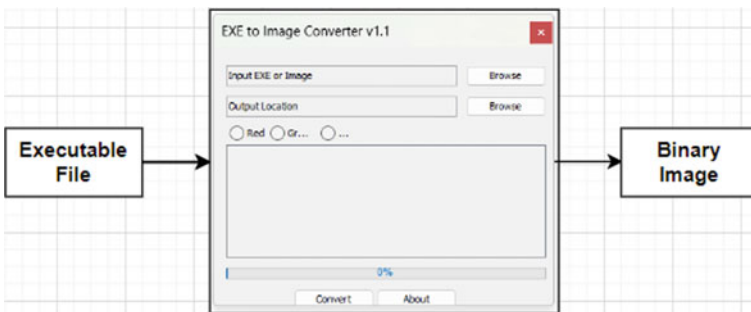 EXE to Image Converter v1.1
Input EXE or Image
Browse
Output Location
Browse
Red Gr... ...
Executable
File
Binary
Image
0%
Convert About